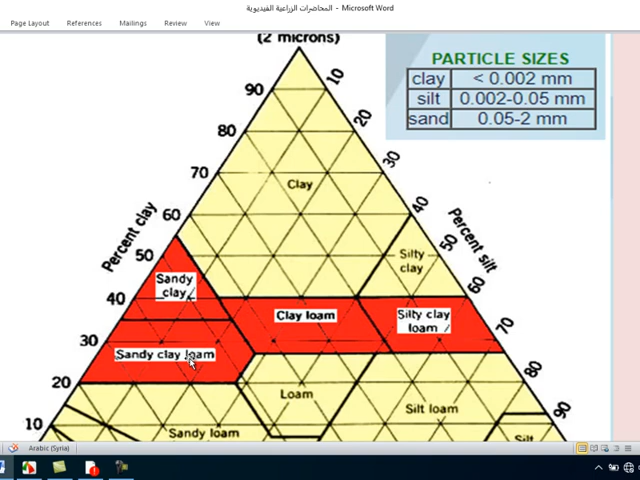 المحاضرات الزراعية الفيديوية - Microsoft Word
Page Layout References Mailings Review View
(2 microns)
PARTICLE SIZES
clay < 0.002 mm
silt 0.002-0.05 mm
sand 0.05-2 mm
90 10
80 20
70 30
Clay
60 40
Percent clay Percent silt
50 50
Silty
clay
Sandy
clay
40 60
Clay loam
Silty clay
loam
30 70
Sandy clay loam
20 80
Loam
Silt loam
90
10
Sandy loam
Silt
Arabic (Syria)